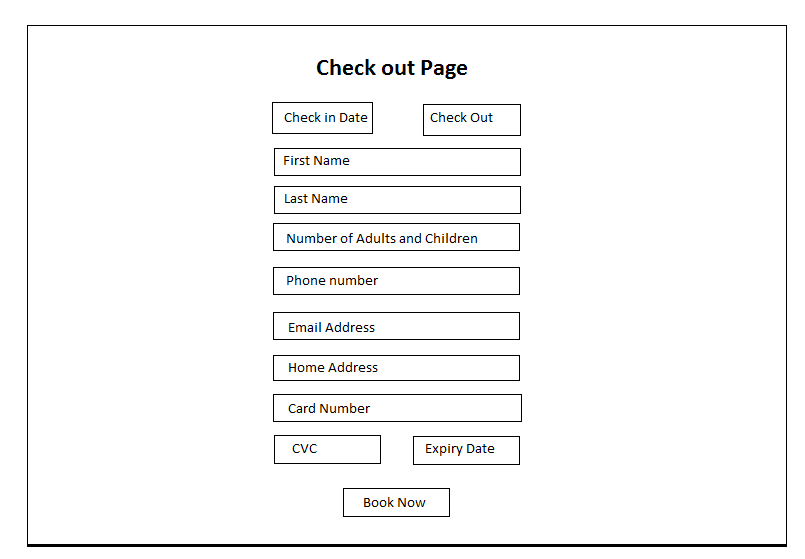 Check out Page
Check in Date
Check Out
First Name
Last Name
Number of Adults and Children
Phone number
Email Address
Home Address
Card Number
CVC
Expiry Date
Book Now